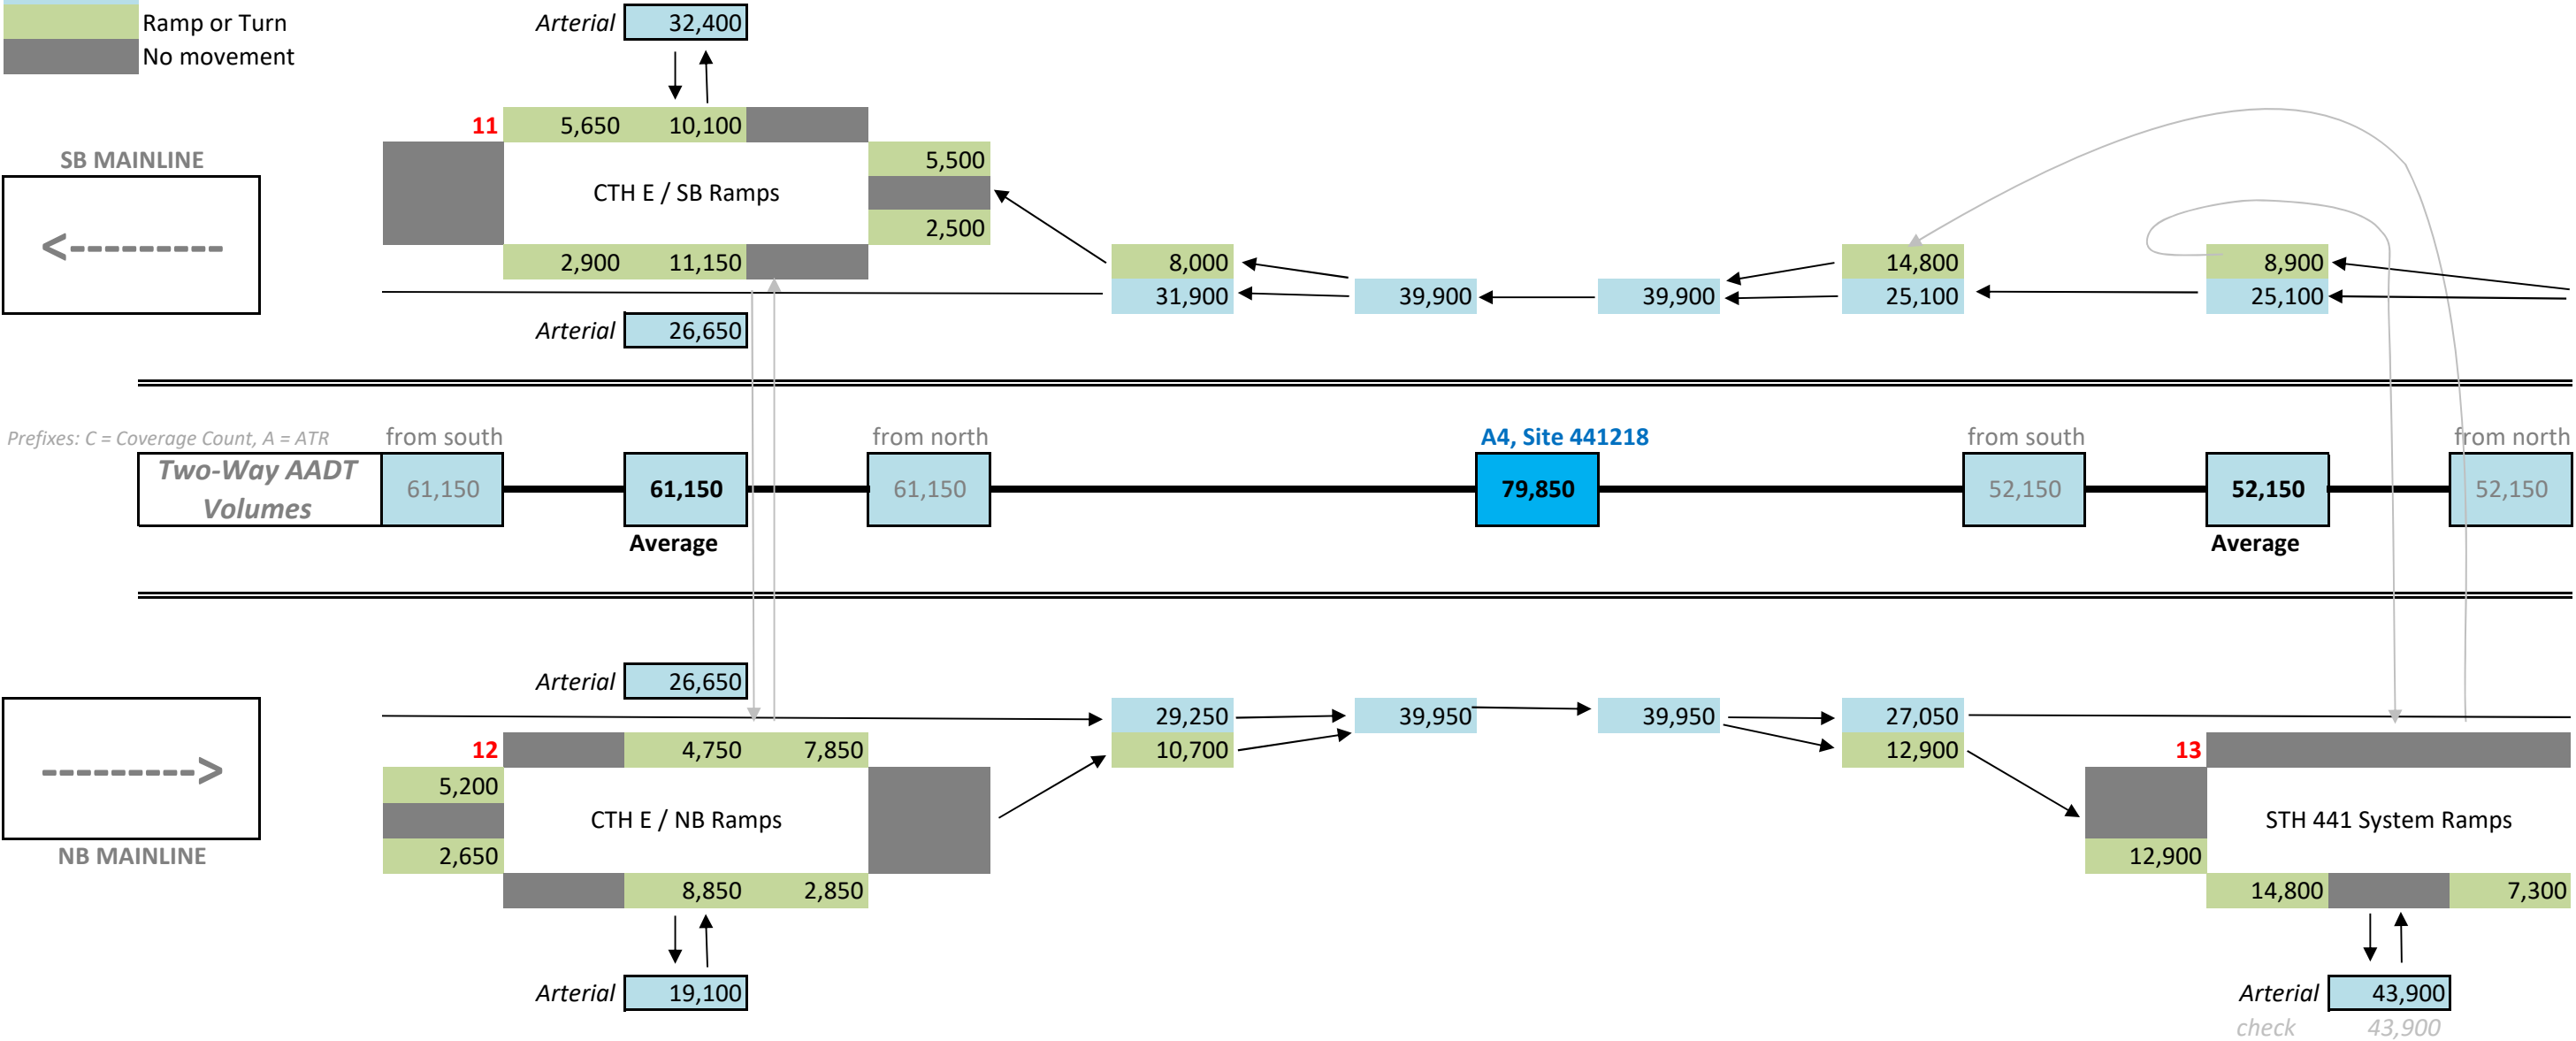 Ramp or Turn
No movement
Arterial 32,400
11 5,650 10,100
SB MAINLINE
<---------
5,500
CTH E / SB Ramps
2,500
2,900 11,150
8,000 14,800 8,900
31,900 39,900 39,900 25,100 25,100
Arterial 26,650
Prefixes: C = Coverage Count, A = ATR
from south from north A4, Site 441218 from south from north
Two-Way AADT
Volumes
61,150 61,150 61,150 79,850 52,150 52,150 52,150
Average Average
Arterial 26,650
29,250 39,950 39,950 27,050
12 4,750 7,850 10,700 12,900 13
--------->
5,200
CTH E / NB Ramps STH 441 System Ramps
NB MAINLINE
2,650 12,900
8,850 2,850 14,800 7,300
Arterial 19,100 Arterial 43,900
check 43,900